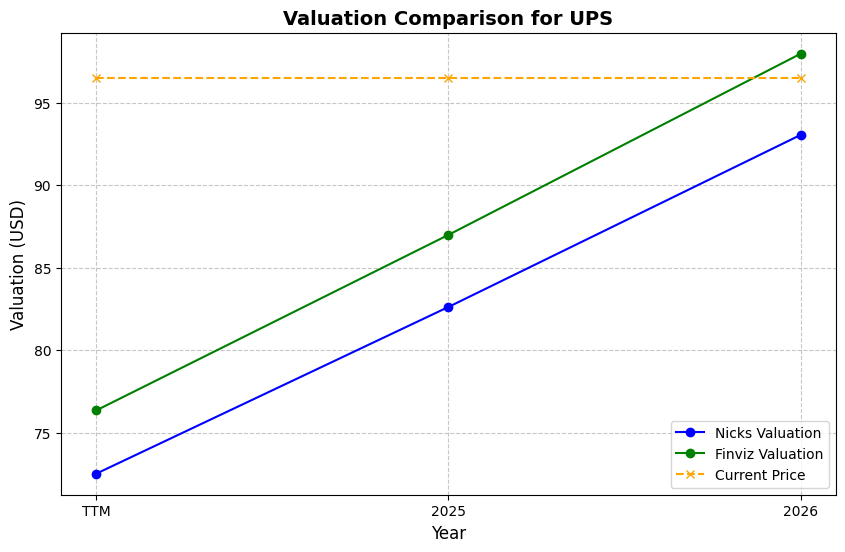 Valuation Comparison for UPS
Valuation (USD)
95
90
85
80
75
TTM
2025
2026
Year
Nicks Valuation
Finviz Valuation
Current Price